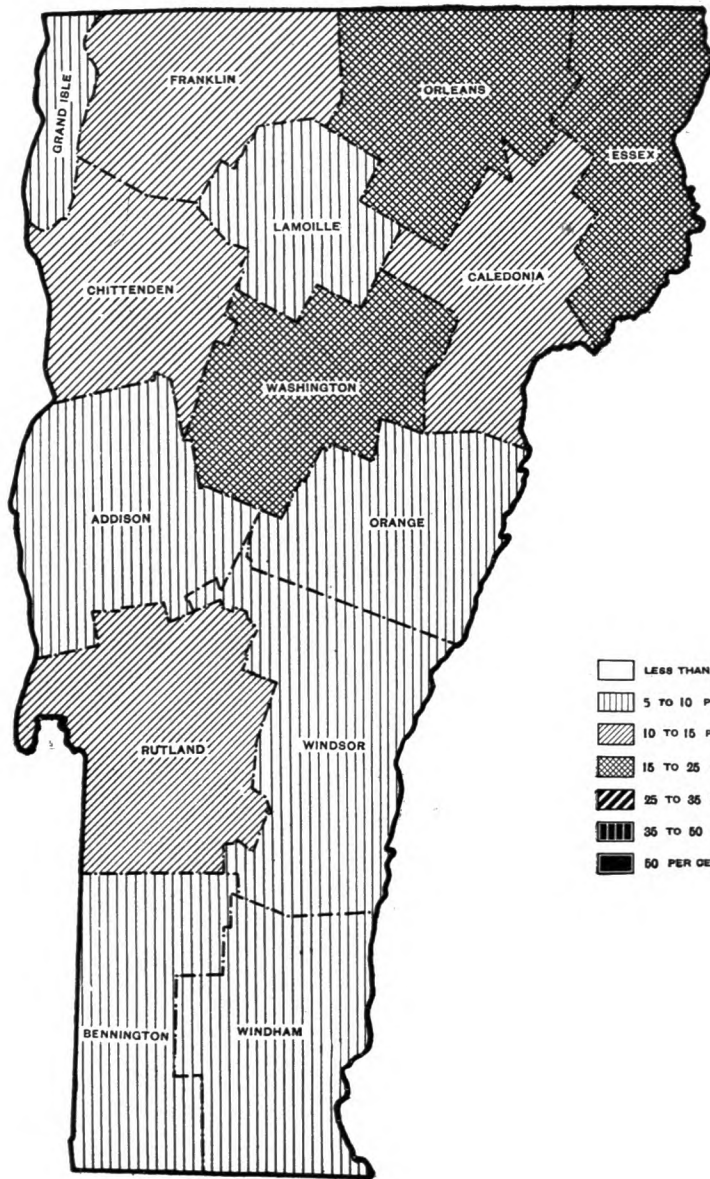 FRANKLIN
ORLEANS
GRAND ISLE
ESSEX
LAMOILLE
CALEDONIA
CHITTENDEN
WASHINGTON
ADDISON
ORANGE
LESS THAN
5 TO 10 P
10 TO 15 P
RUTLAND
WINDSOR
15 TO 25
25 TO 35
35 TO 50
50 PER CE
BENNINGTON
WINDHAM